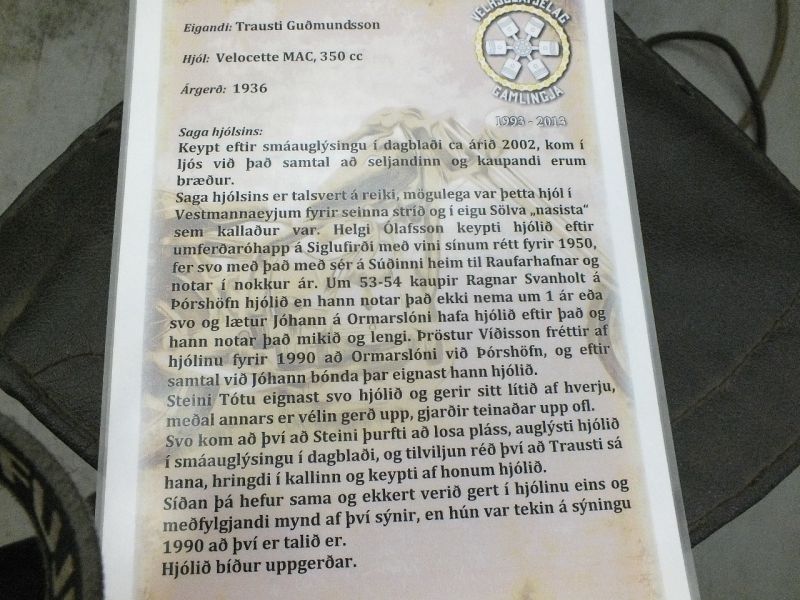 Eigandi: Trausti Guðmundsson
Hjól: Velocette MAC, 350 cc
Árgerð: 1936
VÉLHJÓLAFJELAG
GAMLINGJA
1993 - 2013
Saga hjólsins:
Keypt eftir smáauglýsingu í dagblaði ca árið 2002, kom í
ljós við það samtal að seljandinn og kaupandi erum
bræður.
Saga hjólsins er talsvert á reiki, mögulega var þetta hjól í
Vestmannaeyjum fyrir seinna stríð og í eigu Sölva „nasista“
sem kallaður var. Helgi Ólafsson keypti hjólið eftir
umferðaróhapp á Siglufirði með vini sínum rétt fyrir 1950,
fer svo með það með sér á Súðinni heim til Raufarhafnar og
notar í nokkur ár. Um 53-54 kaupir Ragnar Svanholt á
Þórshöfn hjólið en hann notar það ekki nema um 1 ár eða
svo og lætur Jóhann á Ormarslóni hafa hjólið eftir það og
hann notar það mikið og lengi. Þröstur Víðisson fréttir af
hjólinu fyrir 1990 að Ormarslóni við Þórshöfn, og eftir
samtal við Jóhann bónda þar eignast hann hjólið.
Steini Tótu eignast svo hjólið og gerir sitt lítið af hverju,
meðal annars er vélin gerð upp, gjarðir teinaðar upp ofl.
Svo kom að því að Steini þurfti að losa pláss, auglýsti hjólið
í smáauglýsingu í dagblaði, og tilviljun réð því að Trausti sá
hana, hringdi í kallinn og keypti af honum hjólið.
Síðan þá hefur sama og ekkert verið gert í hjólinu eins og
meðfylgjandi mynd af því sýnir, en hún var tekin á sýningu
1990 að því er talið er.
Hjólið bíður uppgerðar.